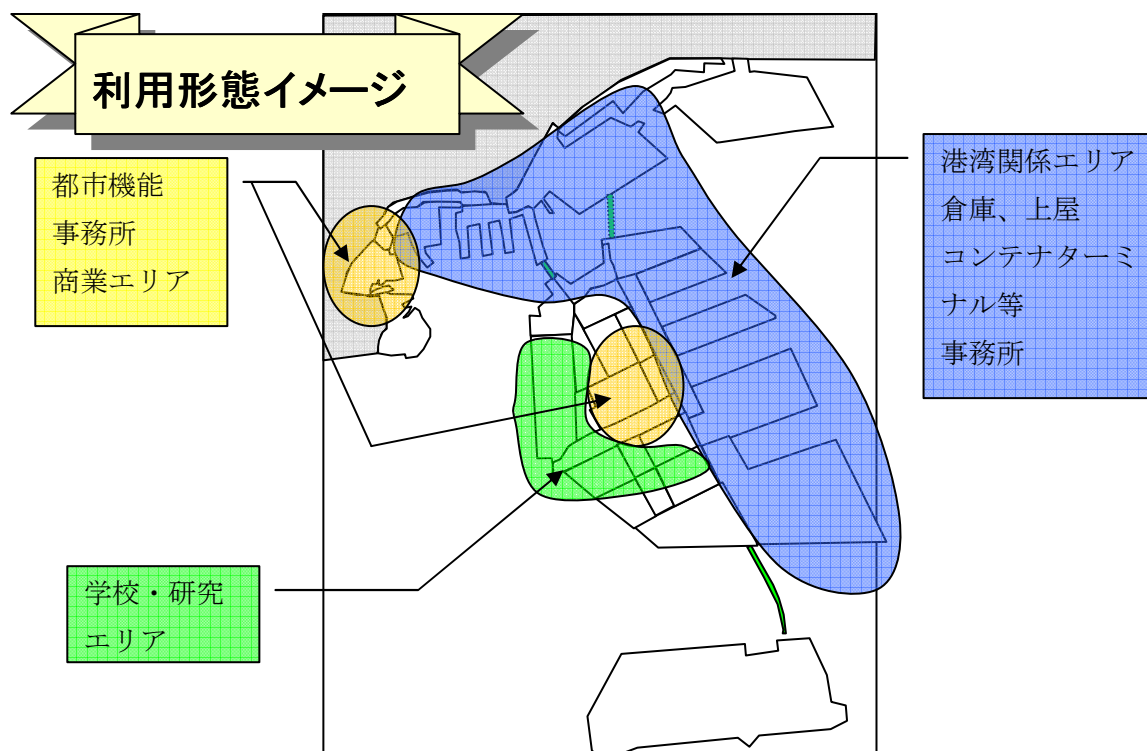 利用形態イメージ
都市機能
事務所
商業エリア
港湾関係エリア
倉庫、上屋
コンテナターミ
ナル等
事務所
学校・研究
エリア